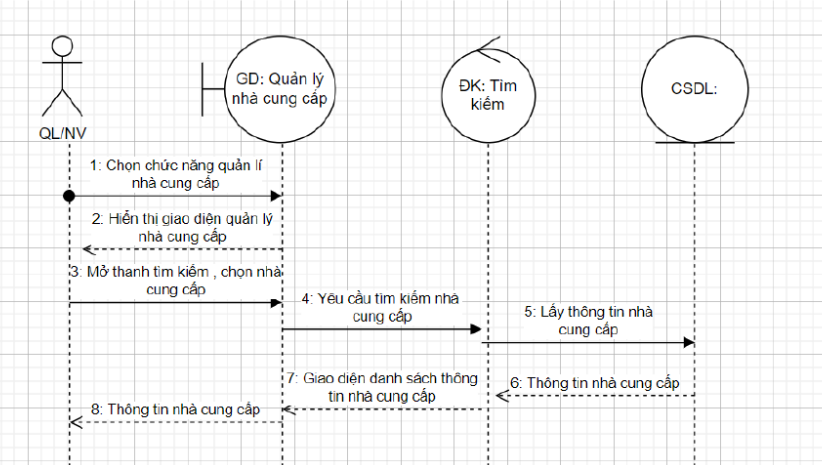 GD: Quản lý
nhà cung cấp
ĐK: Tìm
kiếm
CSDL:
QL/NV
1: Chọn chức năng quản lí
nhà cung cấp
2: Hiển thị giao diện quản lý
nhà cung cấp
3: Mở thanh tìm kiếm , chọn nhà
cung cấp
4: Yêu cầu tìm kiếm nhà
cung cấp
5: Lấy thông tin nhà
cung cấp
6: Thông tin nhà cung cấp
7: Giao diện danh sách thông
tin nhà cung cấp
8: Thông tin nhà cung cấp